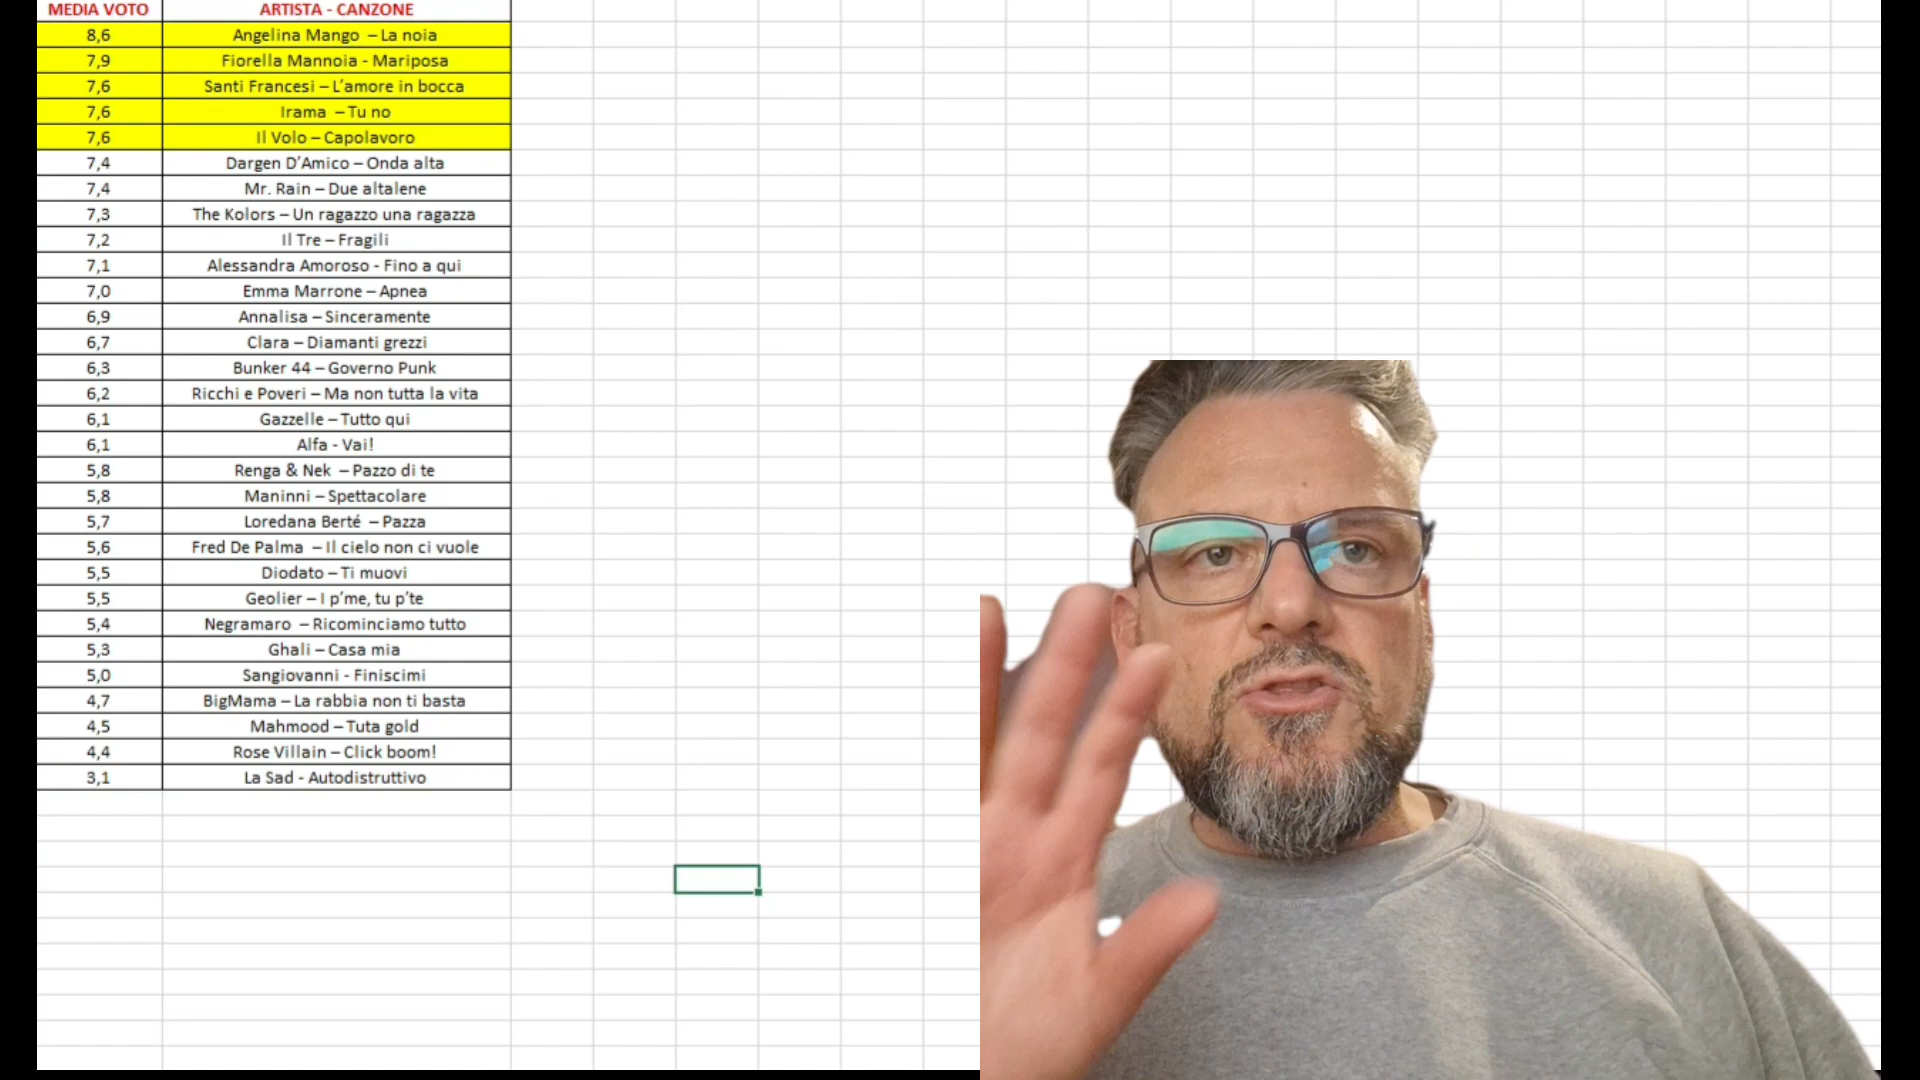 MEDIA VOTO ARTISTA - CANZONE
8,6 Angelina Mango – La noia
7,9 Fiorella Mannoia - Mariposa
7,6 Santi Francesi – L’amore in bocca
7,6 Irama – Tu no
7,6 Il Volo – Capolavoro
7,4 Dargen D’Amico – Onda alta
7,4 Mr. Rain – Due altalene
7,3 The Kolors – Un ragazzo una ragazza
7,2 Il Tre – Fragili
7,1 Alessandra Amoroso - Fino a qui
7,0 Emma Marrone – Apnea
6,9 Annalisa – Sinceramente
6,7 Clara – Diamanti grezzi
6,3 Bunker 44 – Governo Punk
6,2 Ricchi e Poveri – Ma non tutta la vita
6,1 Gazzelle – Tutto qui
6,1 Alfa - Vai!
5,8 Renga & Nek – Pazzo di te
5,8 Maninni – Spettacolare
5,7 Loredana Berté – Pazza
5,6 Fred De Palma – Il cielo non ci vuole
5,5 Diodato – Ti muovi
5,5 Geolier – I p’me, tu p’te
5,4 Negramaro – Ricominciamo tutto
5,3 Ghali – Casa mia
5,0 Sangiovanni - Finiscimi
4,7 BigMama – La rabbia non ti basta
4,5 Mahmood – Tuta gold
4,4 Rose Villain – Click boom!
3,1 La Sad - Autodistruttivo